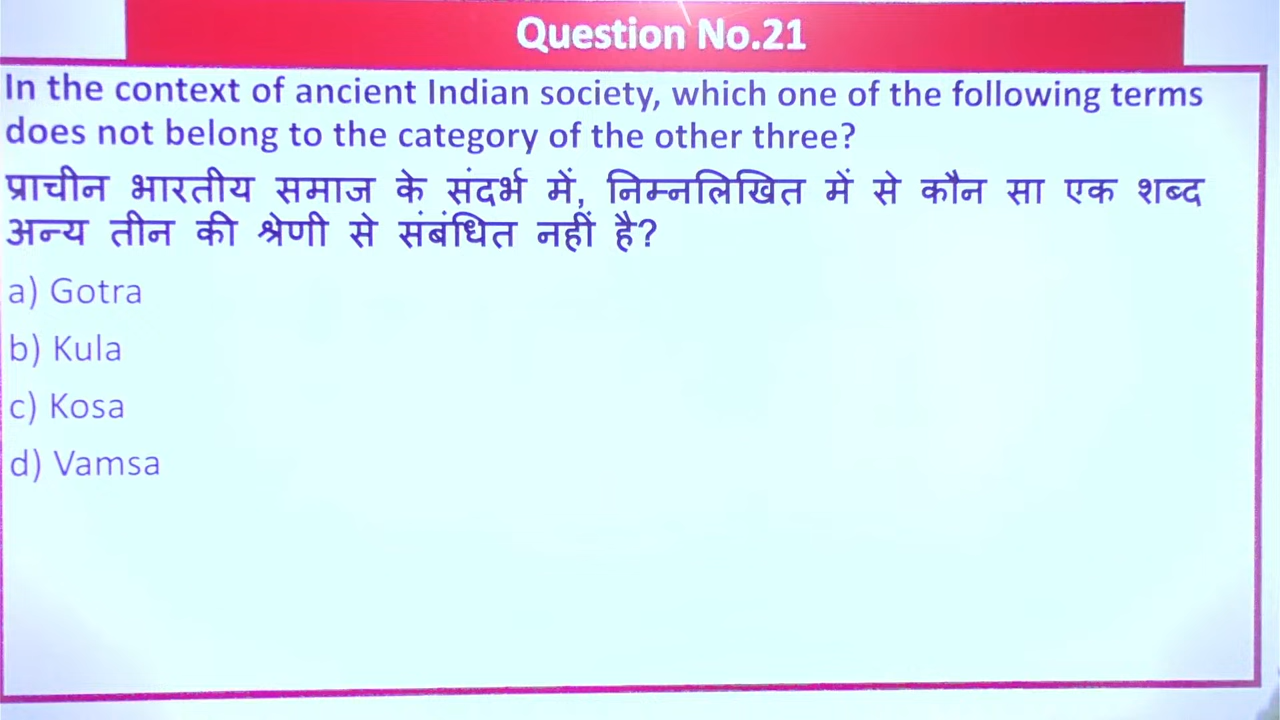 Question No.21
In the context of ancient Indian society, which one of the following terms
does not belong to the category of the other three?
प्राचीन भारतीय समाज के संदर्भ में, निम्नलिखित में से कौन सा एक शब्द
अन्य तीन की श्रेणी से संबंधित नहीं है?
a) Gotra
b) Kula
c) Kosa
d) Vamsa